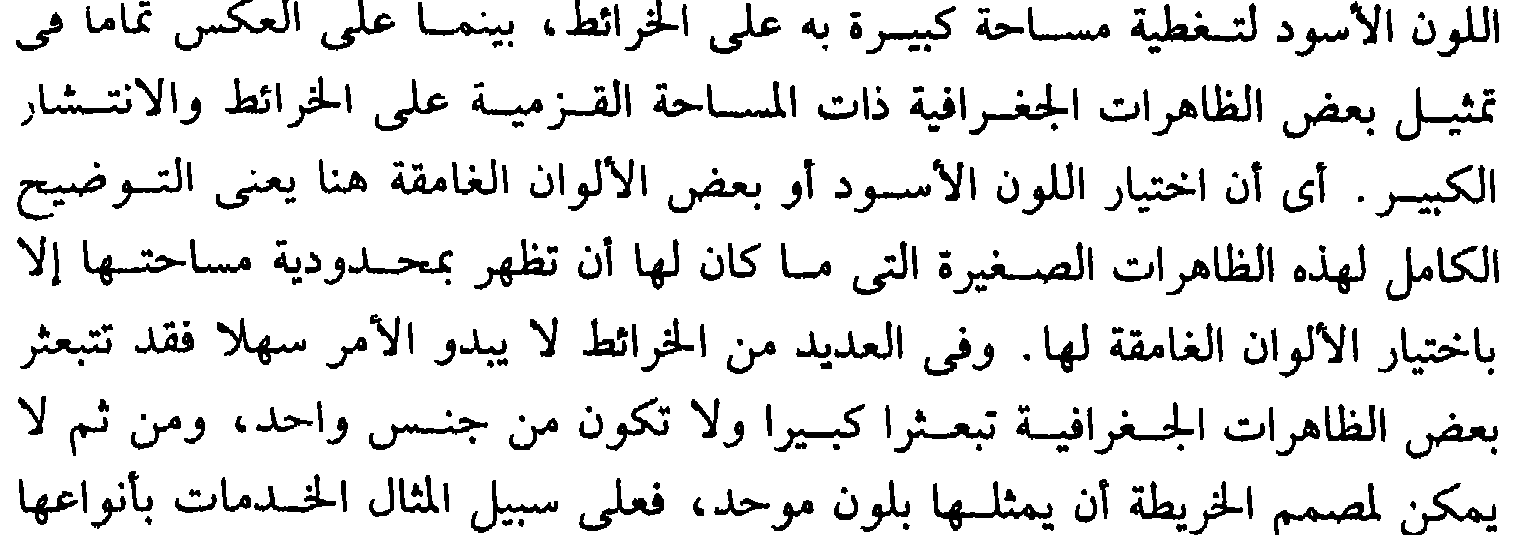 اللون الأسود لتغطية مساحة كبيرة به على الخرائط، بينما على العكس تماما فى
تمثيل بعض الظاهرات الجغرافية ذات المساحة القزمية على الخرائط والانتشار
الكبير . أى أن اختيار اللون الأسود أو بعض الألوان الغامقة هنا يعنى التوضيح
الكامل لهذه الظاهرات الصغيرة التى ما كان لها أن تظهر بمحدودية مساحتها إلا
باختيار الألوان الغامقة لها . وفى العديد من الخرائط لا يبدو الأمر سهلا فقد تتبعثر
بعض الظاهرات الجغرافية تبعثرا كبيرا ولا تكون من جنس واحد، ومن ثم لا
يمكن لمصمم الخريطة أن يمثلها بلون موحد، فعلى سبيل المثال الخدمات بأنواعها